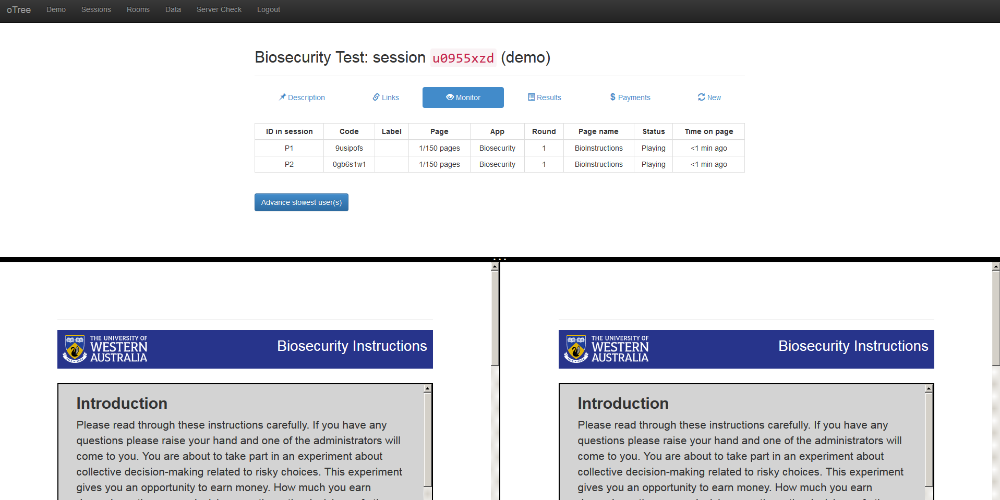 oTree Demo Sessions Rooms Data Server Check Logout
Biosecurity Test: session u0955xzd (demo)
Description Links Monitor Results Payments New
ID in session Code Label Page App Round Page name Status Time on page
P1 9usipofs 1/150 pages Biosecurity 1 BioInstructions Playing <1 min ago
P2 0gb6s1w1 1/150 pages Biosecurity 1 BioInstructions Playing <1 min ago
Advance slowest user(s)
THE UNIVERSITY OF
WESTERN
AUSTRALIA
Biosecurity Instructions
Introduction
Please read through these instructions carefully. If you have any
questions please raise your hand and one of the administrators will
come to you. You are about to take part in an experiment about
collective decision-making related to risky choices. This experiment
gives you an opportunity to earn money. How much you earn
THE UNIVERSITY OF
WESTERN
AUSTRALIA
Biosecurity Instructions
Introduction
Please read through these instructions carefully. If you have any
questions please raise your hand and one of the administrators will
come to you. You are about to take part in an experiment about
collective decision-making related to risky choices. This experiment
gives you an opportunity to earn money. How much you earn